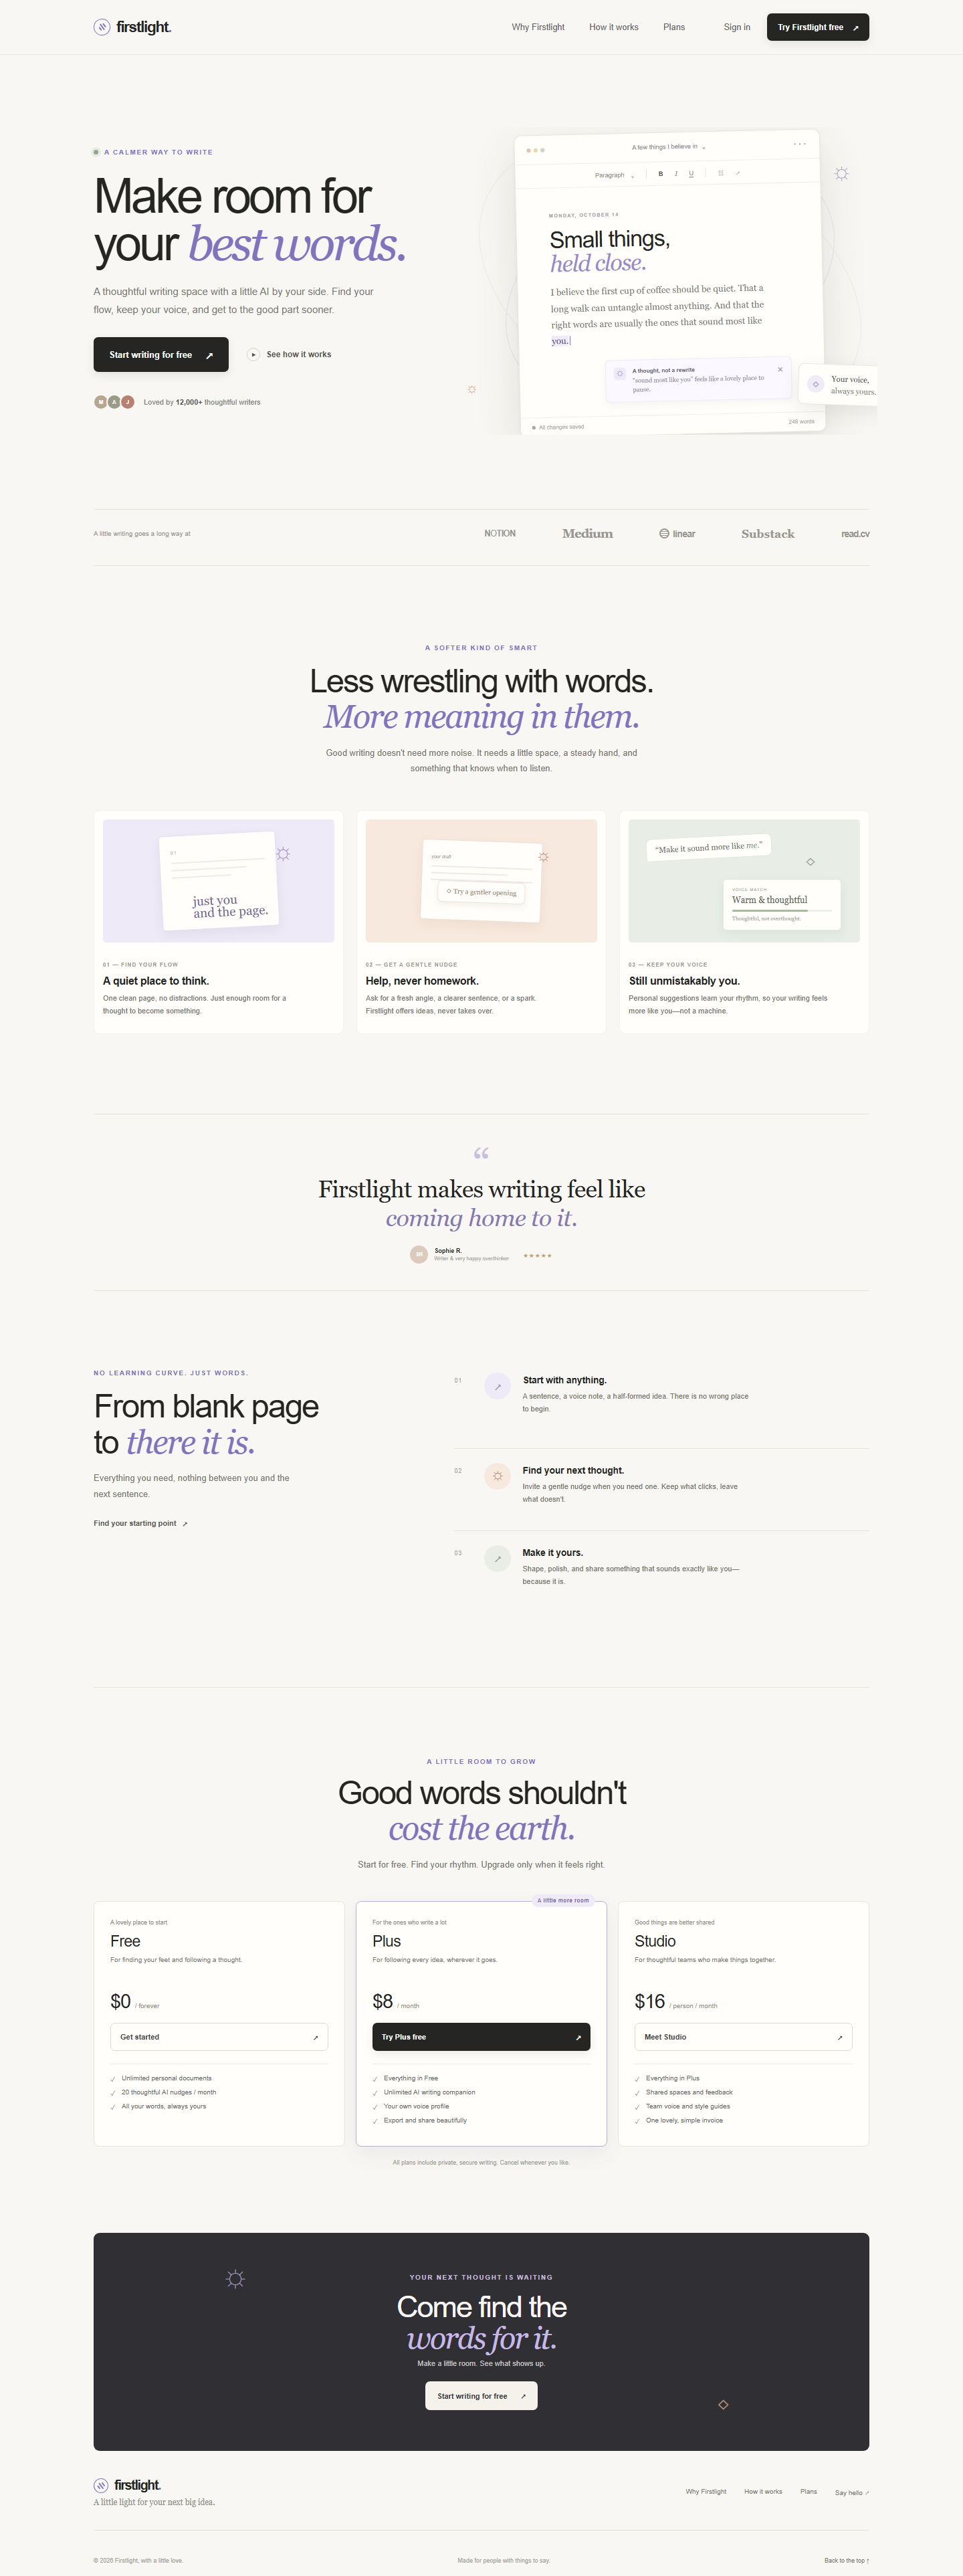 firstlight.
Why Firstlight
How it works
Plans
Sign in
Try Firstlight free ↗
A CALMER WAY TO WRITE
Make room for
your best words.
A thoughtful writing space with a little AI by your side. Find your
flow, keep your voice, and get to the good part sooner.
Start writing for free ↗
See how it works
M A J
Loved by 12,000+ thoughtful writers
A few things I believe in
Paragraph
B I U
MONDAY, OCTOBER 14
Small things,
held close.
I believe the first cup of coffee should be quiet. That a
long walk can untangle almost anything. And that the
right words are usually the ones that sound most like
you.
A thought, not a rewrite
"sound most like you" feels like a lovely place to
pause.
Your voice,
always yours.
All changes saved
248 words
A little writing goes a long way at
NOTION
Medium
linear
Substack
read.cv
A SOFTER KIND OF SMART
Less wrestling with words.
More meaning in them.
Good writing doesn't need more noise. It needs a little space, a steady hand, and
something that knows when to listen.
01
just you
and the page.
01 — FIND YOUR FLOW
A quiet place to think.
One clean page, no distractions. Just enough room for a
thought to become something.
your draft
Try a gentler opening
02 — GET A GENTLE NUDGE
Help, never homework.
Ask for a fresh angle, a clearer sentence, or a spark.
Firstlight offers ideas, never takes over.
“Make it sound more like me.”
VOICE MATCH
Warm & thoughtful
Thoughtful, not overthought.
03 — KEEP YOUR VOICE
Still unmistakably you.
Personal suggestions learn your rhythm, so your writing feels
more like you—not a machine.
“
Firstlight makes writing feel like
coming home to it.
SR
Sophie R.
Writer & very happy overthinker
★★★★★
NO LEARNING CURVE. JUST WORDS.
From blank page
to there it is.
Everything you need, nothing between you and the
next sentence.
Find your starting point ↗
01
Start with anything.
A sentence, a voice note, a half-formed idea. There is no wrong place
to begin.
02
Find your next thought.
Invite a gentle nudge when you need one. Keep what clicks, leave
what doesn't.
03
Make it yours.
Shape, polish, and share something that sounds exactly like you—
because it is.
A LITTLE ROOM TO GROW
Good words shouldn't
cost the earth.
Start for free. Find your rhythm. Upgrade only when it feels right.
A lovely place to start
Free
For finding your feet and following a thought.
$0 / forever
Get started ↗
✓ Unlimited personal documents
✓ 20 thoughtful AI nudges / month
✓ All your words, always yours
A little more room
For the ones who write a lot
Plus
For following every idea, wherever it goes.
$8 / month
Try Plus free ↗
✓ Everything in Free
✓ Unlimited AI writing companion
✓ Your own voice profile
✓ Export and share beautifully
Good things are better shared
Studio
For thoughtful teams who make things together.
$16 / person / month
Meet Studio ↗
✓ Everything in Plus
✓ Shared spaces and feedback
✓ Team voice and style guides
✓ One lovely, simple invoice
All plans include private, secure writing. Cancel whenever you like.
YOUR NEXT THOUGHT IS WAITING
Come find the
words for it.
Make a little room. See what shows up.
Start writing for free ↗
firstlight.
A little light for your next big idea.
Why Firstlight
How it works
Plans
Say hello ↗
© 2026 Firstlight, with a little love.
Made for people with things to say.
Back to the top ↑